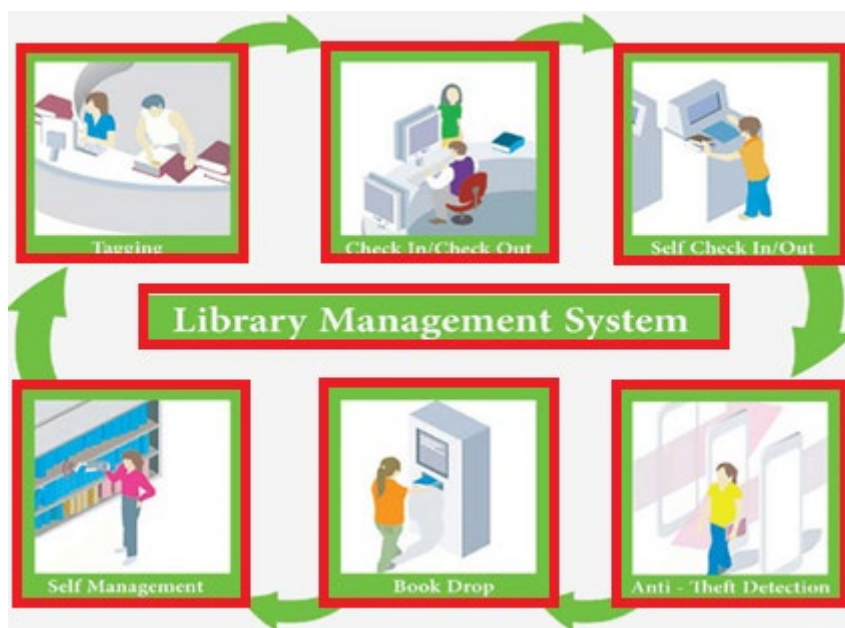 Tagging
Check In/Check Out
Self Check In/Out
Library Management System
Self Management
Book Drop
Anti - Theft Detection